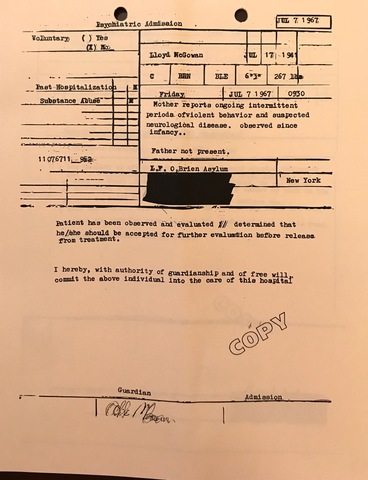 Psychiatric Admission
JUL 7 1967
Voluntary ( ) Yes
(X) No
Lloyd McGowan JUL 17 1941
C BRN BLE 6'3" 267 lbs
Past Hospitalization X
Friday JUL 7 1967 0930
Substance Abuse
Mother reports ongoing intermittent
periods ofviolent behavior and suspected
neurological disease. observed since
infancy..
Father not present.
11076711
L.F. O,Brien Asylum
New York
Patient has been observed and evaluated determined that
he/she should be accepted for further evaluation before release
from treatment.
I hereby, with authority of guardianship and of free will,
commit the above individual into the care of this hospital
COPY
Guardian Admission